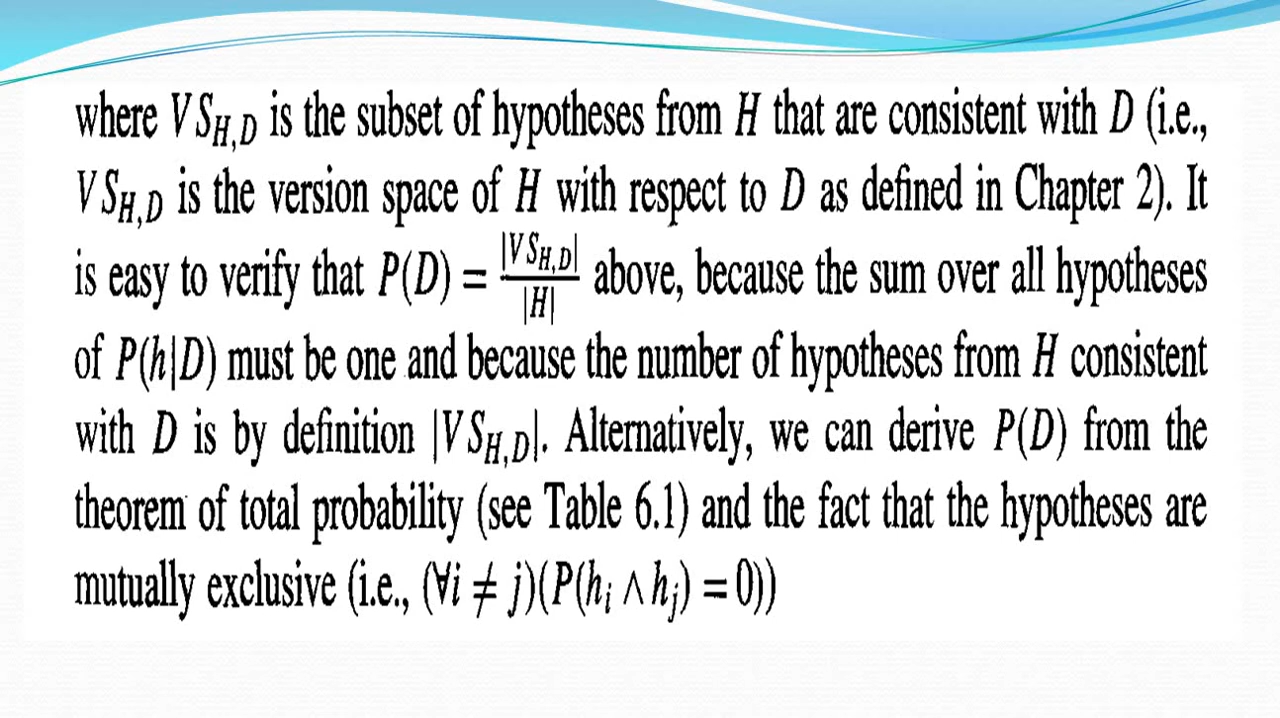 where VS_{H,D} is the subset of hypotheses from H that are consistent with D (i.e.,
VS_{H,D} is the version space of H with respect to D as defined in Chapter 2). It
is easy to verify that P(D) = |VS_{H,D}|/|H| above, because the sum over all hypotheses
of P(h|D) must be one and because the number of hypotheses from H consistent
with D is by definition |VS_{H,D}|. Alternatively, we can derive P(D) from the
theorem of total probability (see Table 6.1) and the fact that the hypotheses are
mutually exclusive (i.e., (∀i ≠ j)(P(h_i ∧ h_j) = 0))